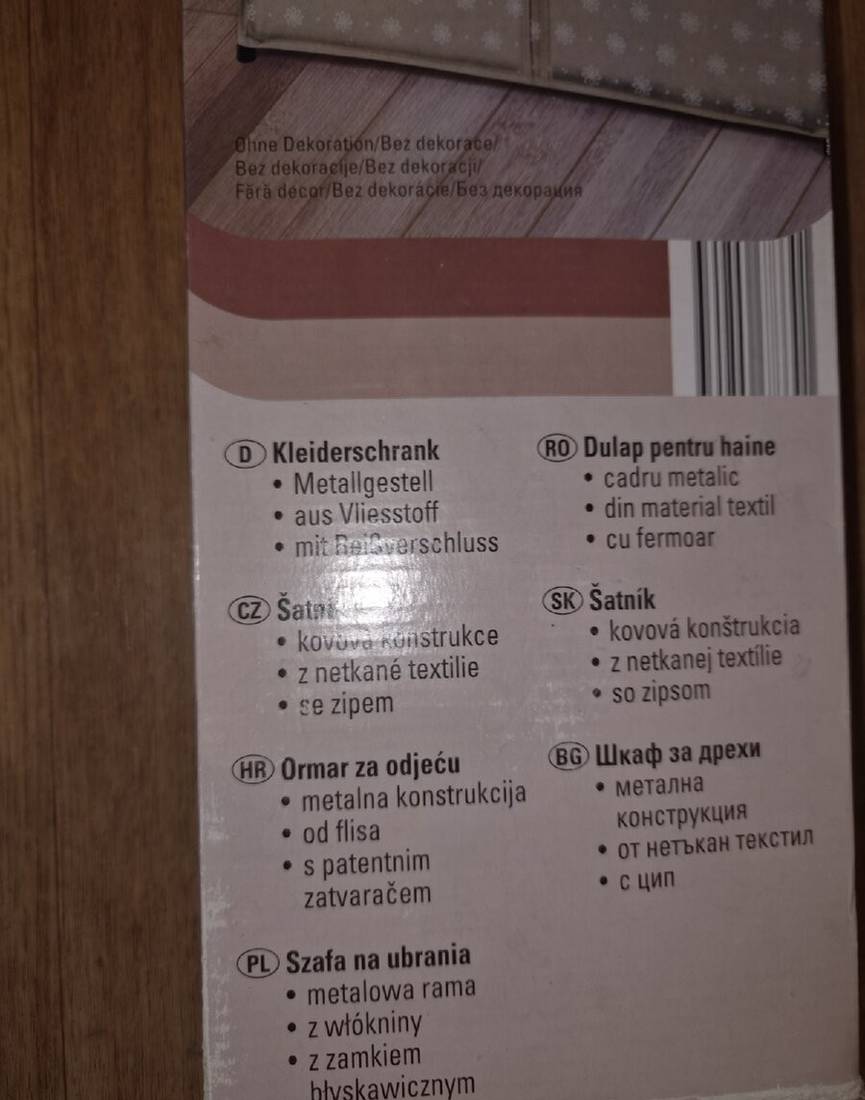 Ohne Dekoration/Bez dekorace/
Bez dekoracije/Bez dekoracji/
Fără decor/Bez dekorácie/Без декорация
D Kleiderschrank
• Metallgestell
• aus Vliesstoff
• mit Reißverschluss
CZ
• kovová konstrukce
• z netkané textilie
• se zipem
HR Ormar za odjeću
• metalna konstrukcija
• od flisa
• s patentnim
zatvaračem
PL Szafa na ubrania
• metalowa rama
• z włókniny
• z zamkiem
błyskawicznym
RO Dulap pentru haine
• cadru metalic
• din material textil
• cu fermoar
SK Šatník
• kovová konštrukcia
• z netkanej textílie
• so zipsom
BG Шкаф за дрехи
• метална
конструкция
• от нетъкан текстил
• с цип